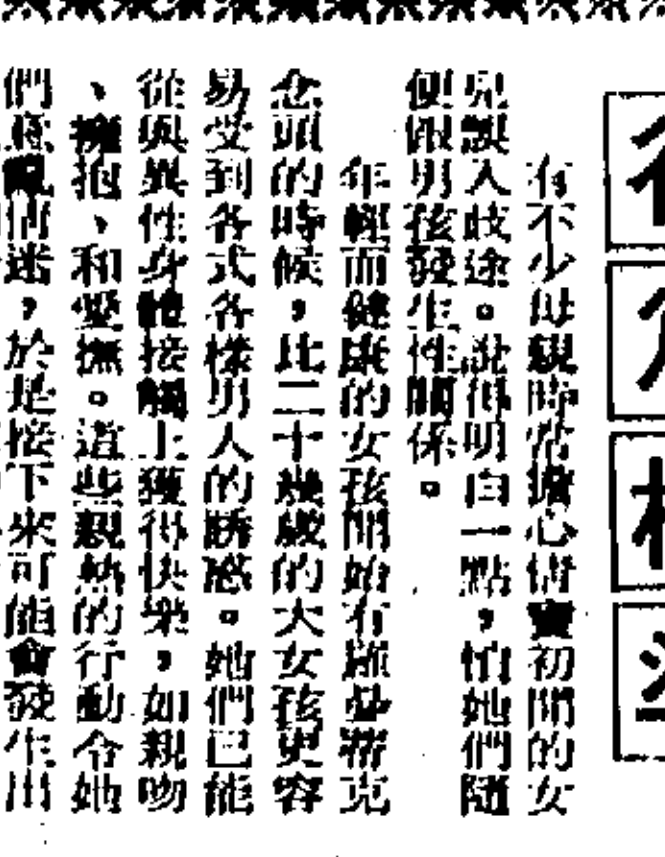 有不少母親時常擔心情竇初開的女
兒誤入歧途。說得明白一點，怕她們隨
便跟男孩發生性關係。
年輕而健康的女孩開始有羅曼蒂克
念頭的時候，比二十幾歲的大女孩更容
易受到各式各樣男人的誘惑。她們已能
從與異性身體接觸上獲得快樂，如親吻
、擁抱、和愛撫。這些親熱的行動令她
們意亂情迷，於是接下來可能會發生出